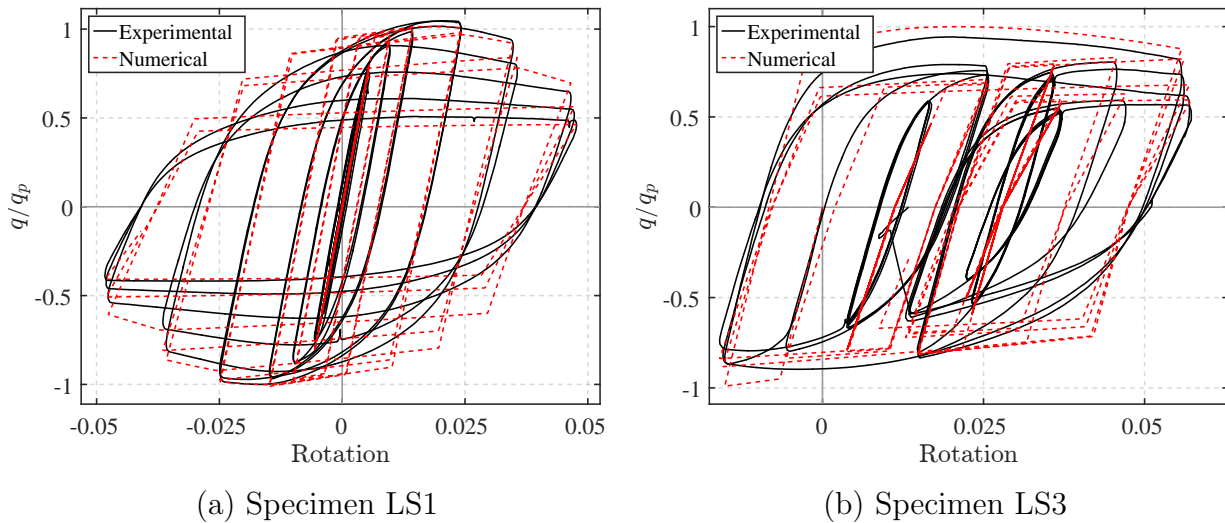 Experimental
Numerical
1
0.5
0
-0.5
-1
q/q_p
-0.05
-0.025
0
0.025
0.05
Rotation
(a) Specimen LS1
Experimental
Numerical
1
0.5
0
-0.5
-1
q/q_p
0
0.025
0.05
Rotation
(b) Specimen LS3